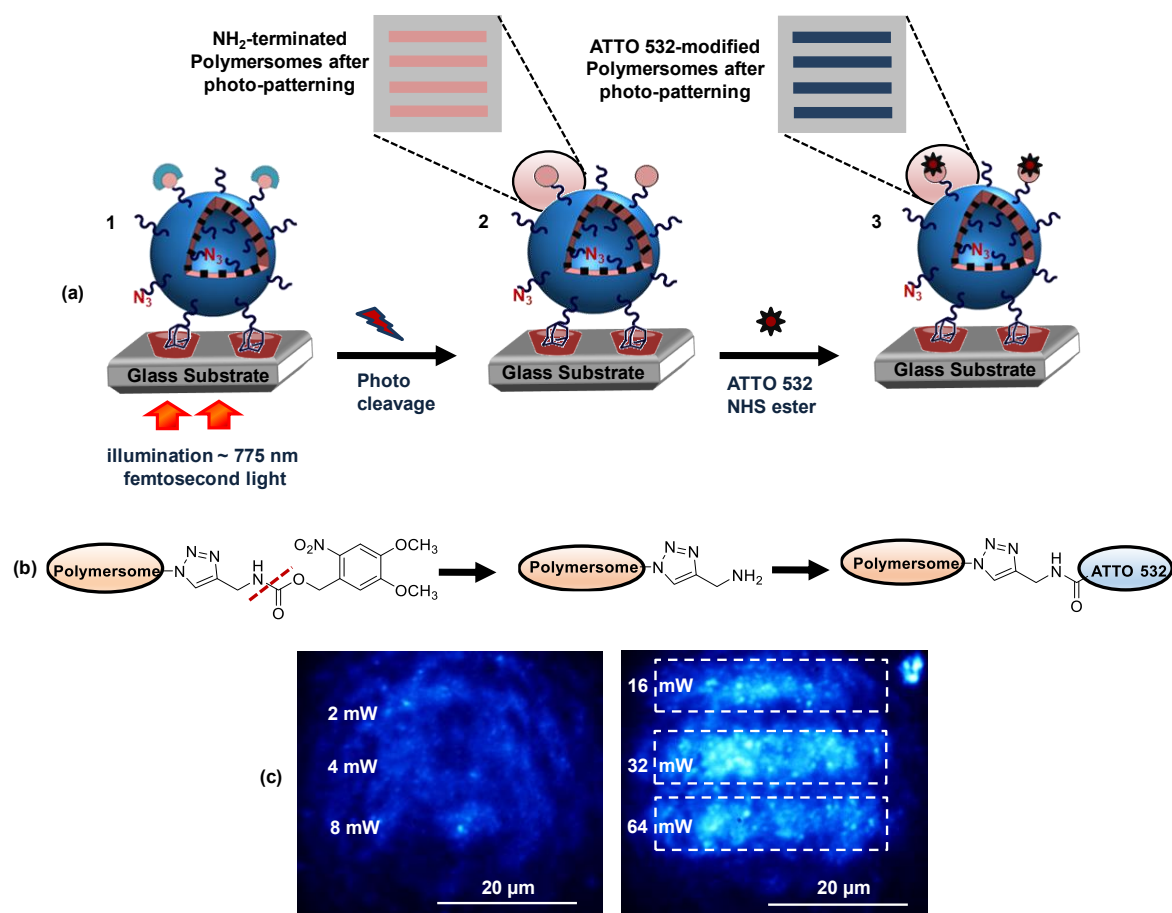 NH2-terminated
Polymersomes after
photo-patterning
ATTO 532-modified
Polymersomes after
photo-patterning
1
2
3
N3
N3
N3
N3
N3
N3
(a)
Glass Substrate
Glass Substrate
Glass Substrate
Photo
cleavage
ATTO 532
NHS ester
illumination ~ 775 nm
femtosecond light
(b)
Polymersome
N
N
N
H
N
O
O
NO2
OCH3
OCH3
Polymersome
N
N
N
NH2
Polymersome
N
N
N
NH
O
ATTO 532
(c)
2 mW
4 mW
8 mW
20 µm
16 mW
32 mW
64 mW
20 µm